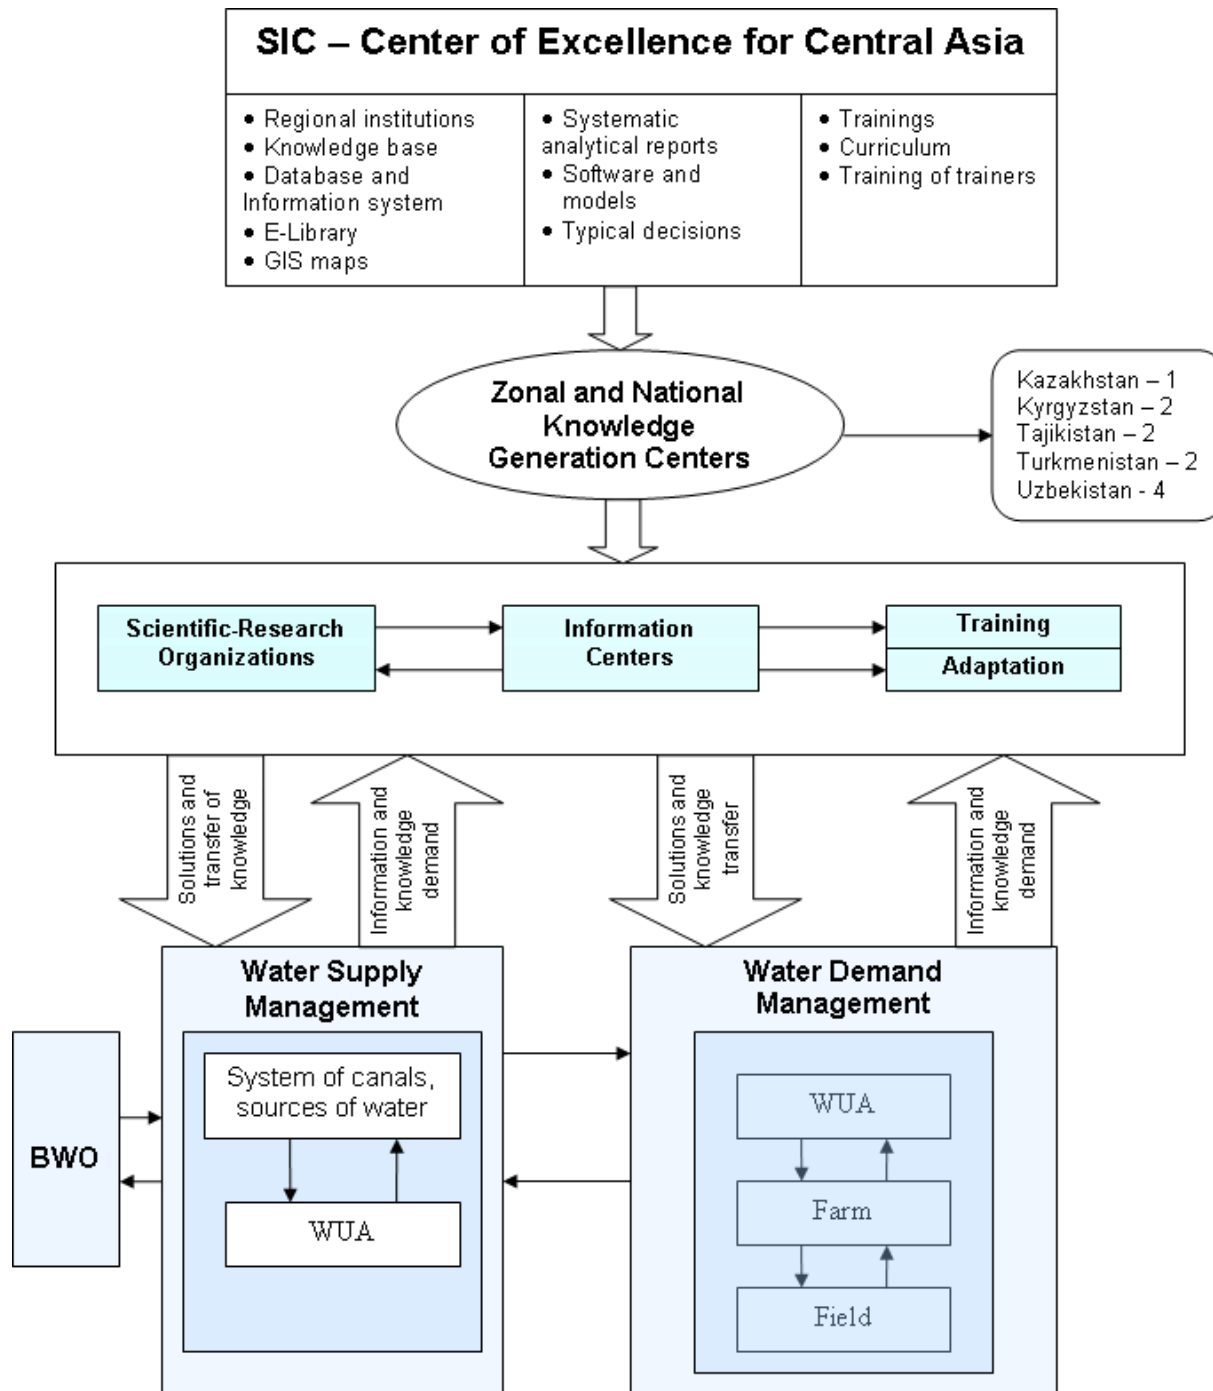 SIC – Center of Excellence for Central Asia
• Regional institutions
• Knowledge base
• Database and
Information system
• E-Library
• GIS maps
• Systematic
analytical reports
• Software and
models
• Typical decisions
• Trainings
• Curriculum
• Training of trainers
Zonal and National
Knowledge
Generation Centers
Kazakhstan – 1
Kyrgyzstan – 2
Tajikistan – 2
Turkmenistan – 2
Uzbekistan - 4
Scientific-Research
Organizations
Information
Centers
Training
Adaptation
Solutions and
transfer of
knowledge
Information and
knowledge
demand
Solutions and
knowledge
transfer
Information and
knowledge
demand
Water Supply
Management
Water Demand
Management
BWO
System of canals,
sources of water
WUA
WUA
Farm
Field